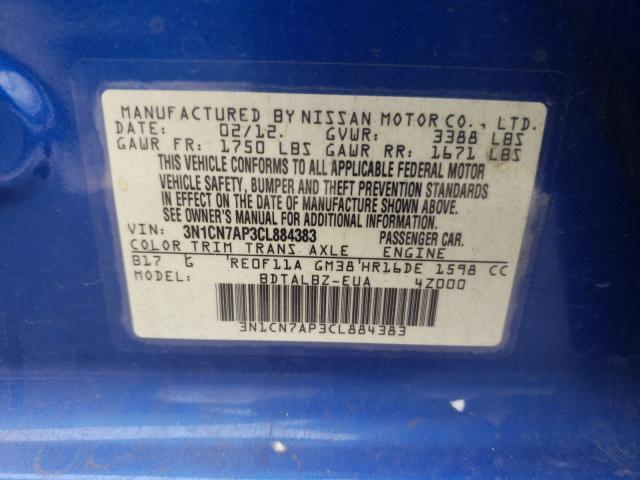 MANUFACTURED BY NISSAN MOTOR CO., LTD.
DATE: 02/12. GVWR: 3388 LBS
GAWR FR: 1750 LBS GAWR RR: 1671 LBS
THIS VEHICLE CONFORMS TO ALL APPLICABLE FEDERAL MOTOR
VEHICLE SAFETY, BUMPER AND THEFT PREVENTION STANDARDS
IN EFFECT ON THE DATE OF MANUFACTURE SHOWN ABOVE.
SEE OWNER'S MANUAL FOR ADDITIONAL INFORMATION.
VIN: 3N1CN7AP3CL884383 PASSENGER CAR.
COLOR TRIM TRANS AXLE ENGINE
B17 G RE0F11A GM38 HR16DE 1598 CC
MODEL: BDTALBZ-EUA 4Z000
3N1CN7AP3CL884383